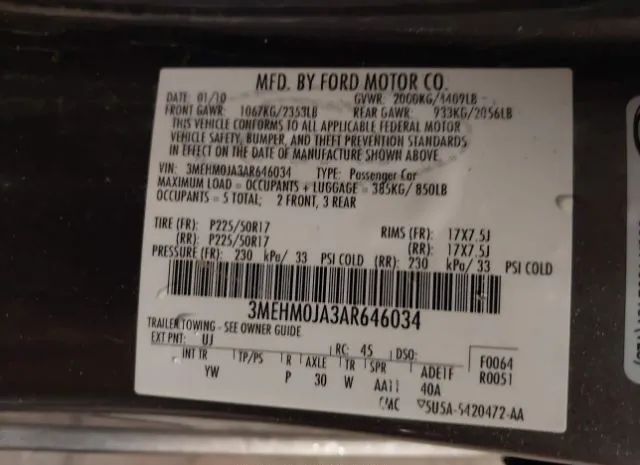 MFD. BY FORD MOTOR CO.
DATE: 01/10 GVWR: 2000KG/4409LB
FRONT GAWR: 1067KG/2353LB REAR GAWR: 933KG/2056LB
THIS VEHICLE CONFORMS TO ALL APPLICABLE FEDERAL MOTOR
VEHICLE SAFETY, BUMPER, AND THEFT PREVENTION STANDARDS
IN EFFECT ON THE DATE OF MANUFACTURE SHOWN ABOVE.
VIN: 3MEHM0JA3AR646034 TYPE: Passenger Car
MAXIMUM LOAD = OCCUPANTS + LUGGAGE = 385KG/ 850LB
OCCUPANTS = 5 TOTAL; 2 FRONT, 3 REAR
TIRE (FR): P225/50R17 RIMS (FR): 17X7.5J
(RR): P225/50R17 (RR): 17X7.5J
PRESSURE (FR): 230 kPa/ 33 PSI COLD (RR): 230 kPa/ 33 PSI COLD
3MEHM0JA3AR646034
TRAILER TOWING - SEE OWNER GUIDE
EXT PNT: UJ RC: 45 DSO: F0064
INT TR TP/PS R AXLE TR SPR ADEIF R0051
YW P 30 W AA11 40A
CMC 5U5A-5420472-AA